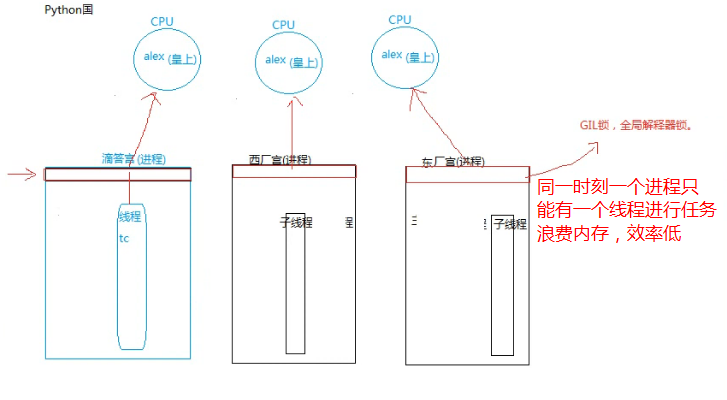 Python国
CPU
alex (皇上)
CPU
alex (皇上)
CPU
alex (皇上)
GIL锁，全局解释器锁。
滴答宫(进程)
西厂宫(进程)
东厂宫(进程)
同一时刻一个进程只
能有一个线程进行任务
浪费内存，效率低
线程
tc
子线程
程
子线程